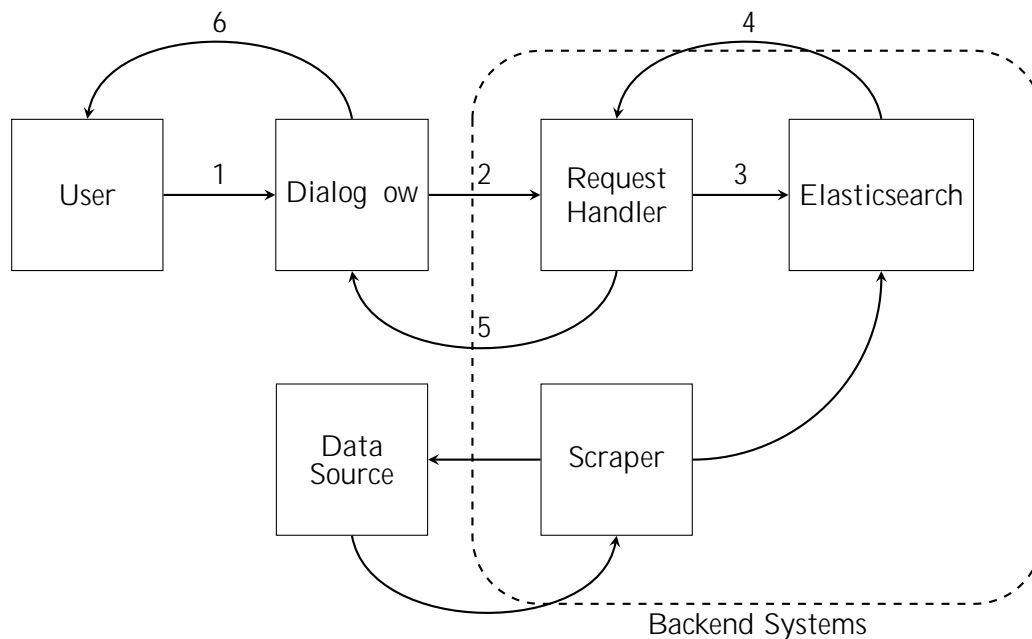 6
4
User
1
Dialog ow
2
Request
Handler
3
Elasticsearch
5
Data
Source
Scraper
Backend Systems